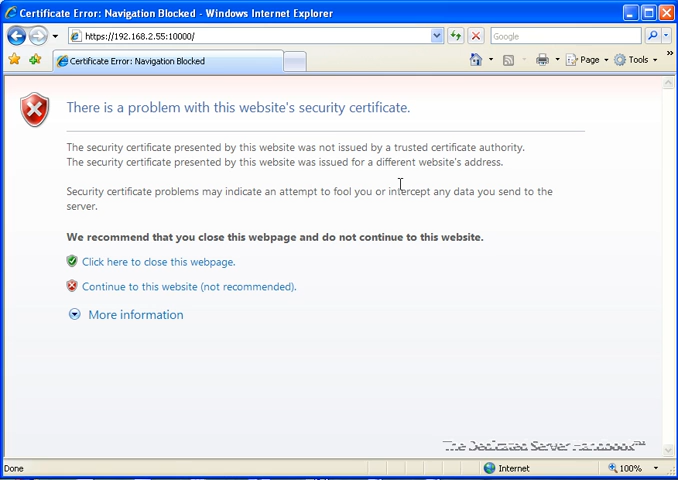 Certificate Error: Navigation Blocked - Windows Internet Explorer
https://192.168.2.55:10000/
Google
Certificate Error: Navigation Blocked
Page
Tools
There is a problem with this website's security certificate.
The security certificate presented by this website was not issued by a trusted certificate authority.
The security certificate presented by this website was issued for a different website's address.
Security certificate problems may indicate an attempt to fool you or intercept any data you send to the
server.
We recommend that you close this webpage and do not continue to this website.
Click here to close this webpage.
Continue to this website (not recommended).
More information
The Dedicated Server Handbook™
Done
Internet
100%